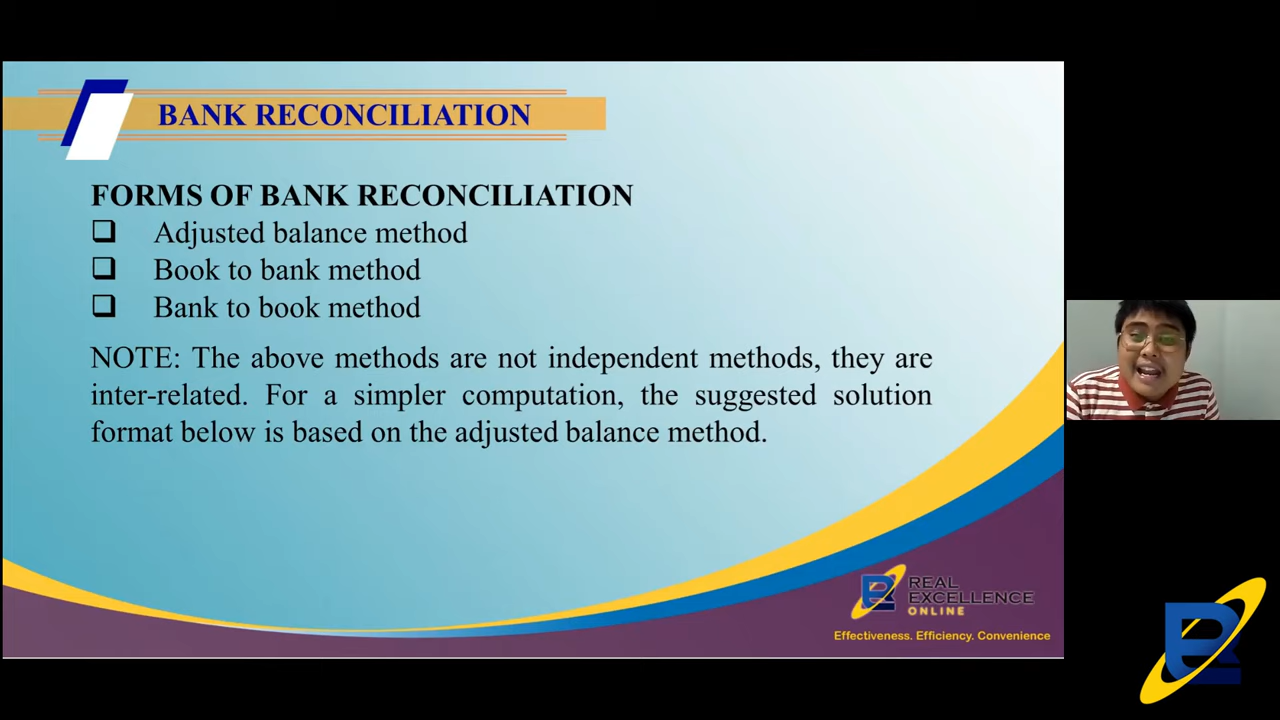 BANK RECONCILIATION
FORMS OF BANK RECONCILIATION
❑ Adjusted balance method
❑ Book to bank method
❑ Bank to book method
NOTE: The above methods are not independent methods, they are
inter-related. For a simpler computation, the suggested solution
format below is based on the adjusted balance method.
REAL
EXCELLENCE
ONLINE
Effectiveness. Efficiency. Convenience